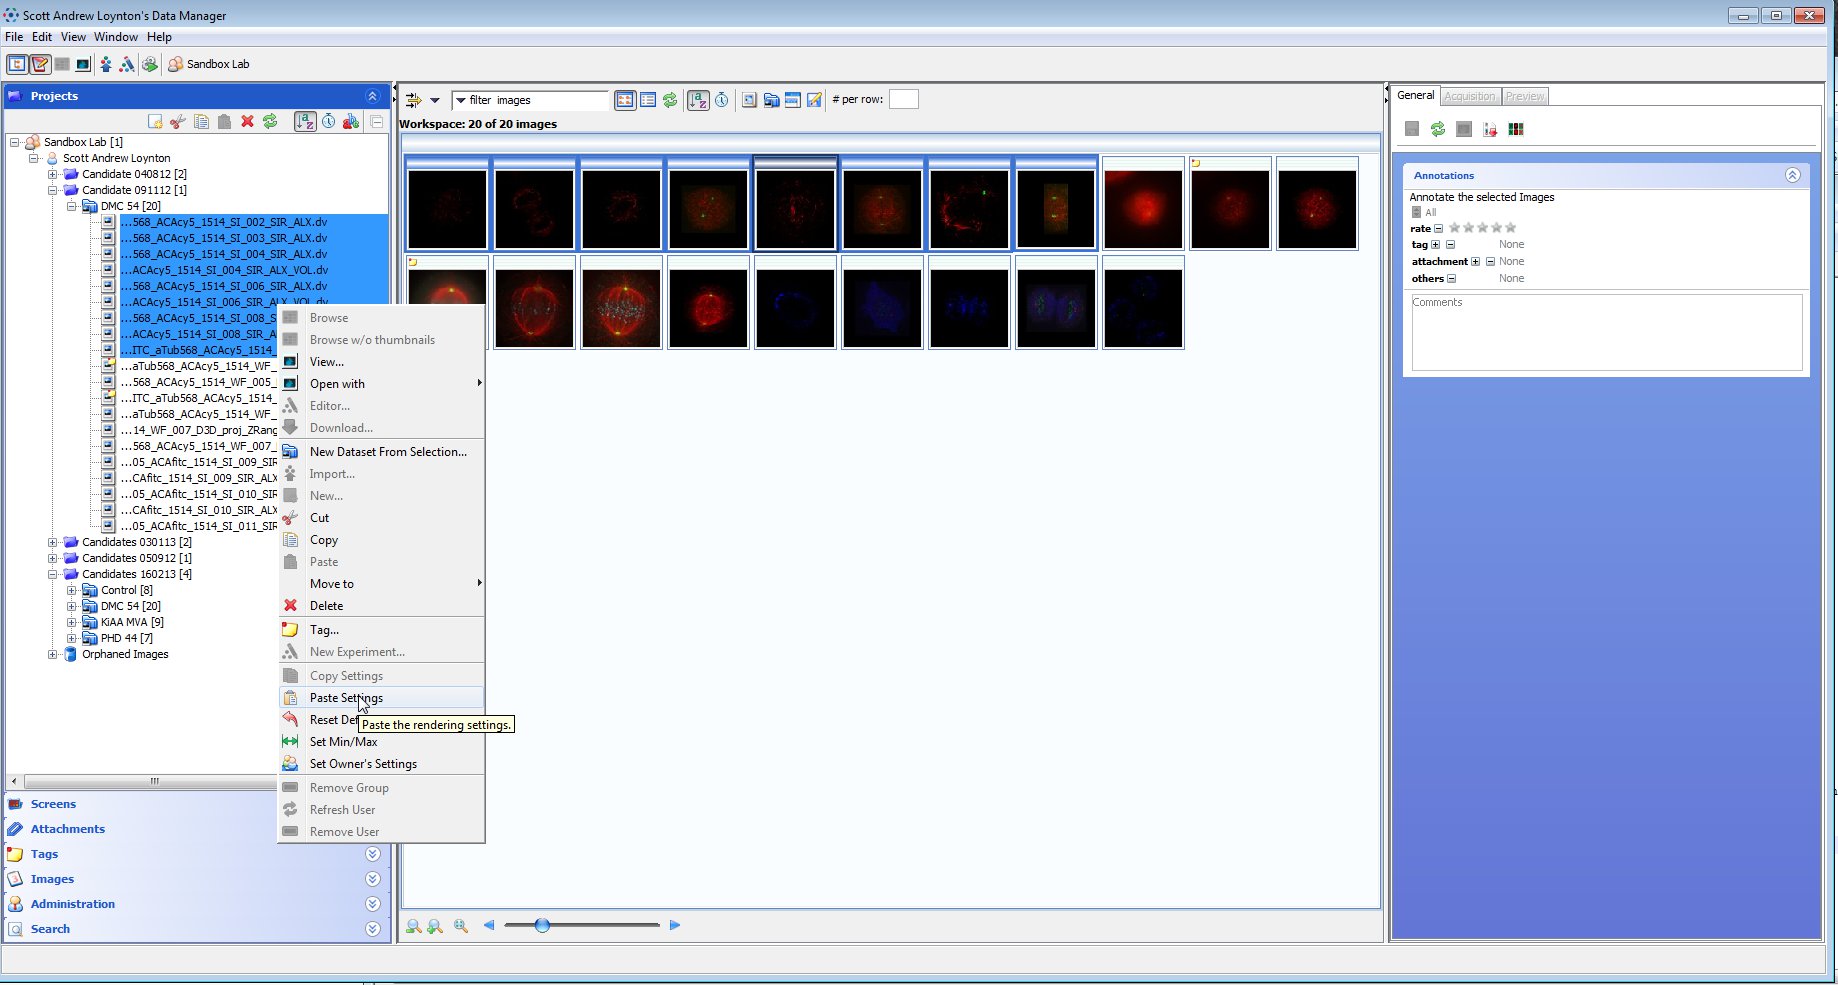 Scott Andrew Loynton's Data Manager
File Edit View Window Help
Sandbox Lab
Projects
Sandbox Lab [1]
Scott Andrew Loynton
Candidate 040812 [2]
Candidate 091112 [1]
DMC 54 [20]
...568_ACAcy5_1514_SI_002_SIR_ALX.dv
...568_ACAcy5_1514_SI_003_SIR_ALX.dv
...568_ACAcy5_1514_SI_004_SIR_ALX.dv
...ACAcy5_1514_SI_004_SIR_ALX_VOL.dv
...568_ACAcy5_1514_SI_006_SIR_ALX.dv
...ACAcy5_1514_SI_006_SIR_ALX_VOL.dv
...568_ACAcy5_1514_SI_008_S
...ACAcy5_1514_SI_008_SIR_A
...ITC_aTub568_ACAcy5_1514_
...aTub568_ACAcy5_1514_WF_
...568_ACAcy5_1514_WF_005_
...ITC_aTub568_ACAcy5_1514_
...aTub568_ACAcy5_1514_WF_
...14_WF_007_D3D_proj_ZRang
...568_ACAcy5_1514_WF_007_
...05_ACAfitc_1514_SI_009_SIR
...CAfitc_1514_SI_009_SIR_ALX
...05_ACAfitc_1514_SI_010_SIR
...CAfitc_1514_SI_010_SIR_ALX
...05_ACAfitc_1514_SI_011_SIR
Candidates 030113 [2]
Candidates 050912 [1]
Candidates 160213 [4]
Control [8]
DMC 54 [20]
KiAA MVA [9]
PHD 44 [7]
Orphaned Images
Screens
Attachments
Tags
Images
Administration
Search
Browse
Browse w/o thumbnails
View...
Open with
Editor...
Download...
New Dataset From Selection...
Import...
New...
Cut
Copy
Paste
Move to
Delete
Tag...
New Experiment...
Copy Settings
Paste Settings
Reset Def
Paste the rendering settings.
Set Min/Max
Set Owner's Settings
Remove Group
Refresh User
Remove User
filter images
# per row:
Workspace: 20 of 20 images
General Acquisition Preview
Annotations
Annotate the selected Images
All
rate
tag None
attachment None
others None
Comments